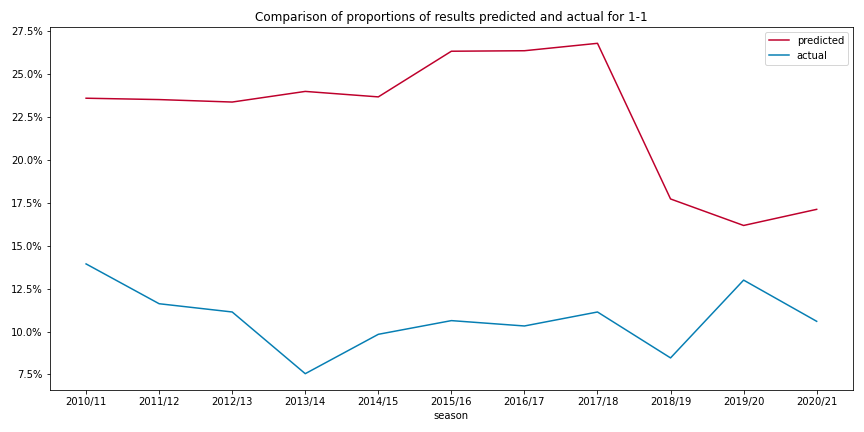 Comparison of proportions of results predicted and actual for 1-1
27.5%
25.0%
22.5%
20.0%
17.5%
15.0%
12.5%
10.0%
7.5%
predicted
actual
2010/11 2011/12 2012/13 2013/14 2014/15 2015/16 2016/17 2017/18 2018/19 2019/20 2020/21
season